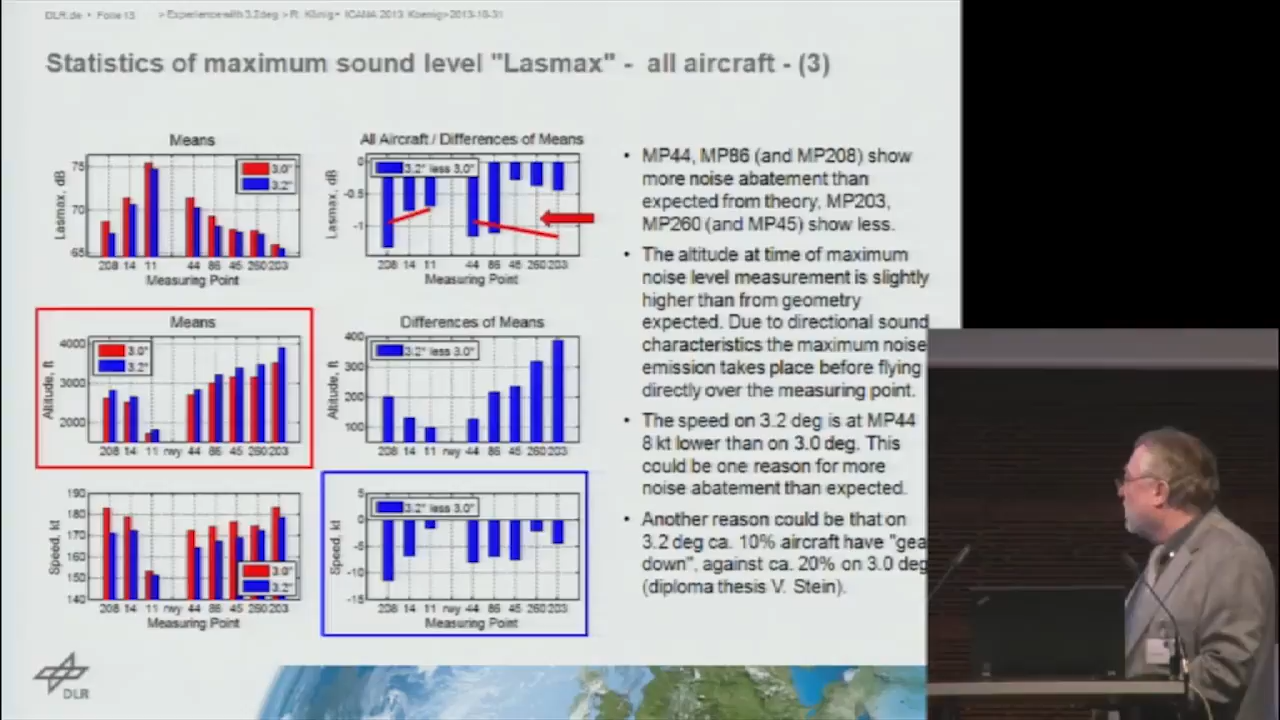 DLR.de • Folie 13 > Experience with 3.2deg > R. König • ICANA 2013 Koenig>2013-10-31
Statistics of maximum sound level "Lasmax" - all aircraft - (3)
Means
75
70
65
Lasmax, dB
3.0°
3.2°
208 14 11 44 86 45 260 203
Measuring Point
All Aircraft / Differences of Means
0
-0.5
-1
Lasmax, dB
3.2° less 3.0°
208 14 11 44 86 45 260 203
Measuring Point
Means
4000
3000
2000
Altitude, ft
3.0°
3.2°
208 14 11 rwy 44 86 45 260 203
Differences of Means
400
300
200
100
Altitude, ft
3.2° less 3.0°
208 14 11 rwy 44 86 45 260 203
190
180
170
160
150
140
Speed, kt
3.0°
3.2°
208 14 11 rwy 44 86 45 260 203
Measuring Point
5
0
-5
-10
-15
Speed, kt
3.2° less 3.0°
208 14 11 rwy 44 86 45 260 203
Measuring Point
• MP44, MP86 (and MP208) show
more noise abatement than
expected from theory, MP203,
MP260 (and MP45) show less.
• The altitude at time of maximum
noise level measurement is slightly
higher than from geometry
expected. Due to directional sound
characteristics the maximum noise
emission takes place before flying
directly over the measuring point.
• The speed on 3.2 deg is at MP44
8 kt lower than on 3.0 deg. This
could be one reason for more
noise abatement than expected.
• Another reason could be that on
3.2 deg ca. 10% aircraft have "gea
down", against ca. 20% on 3.0 deg
(diploma thesis V. Stein).
DLR